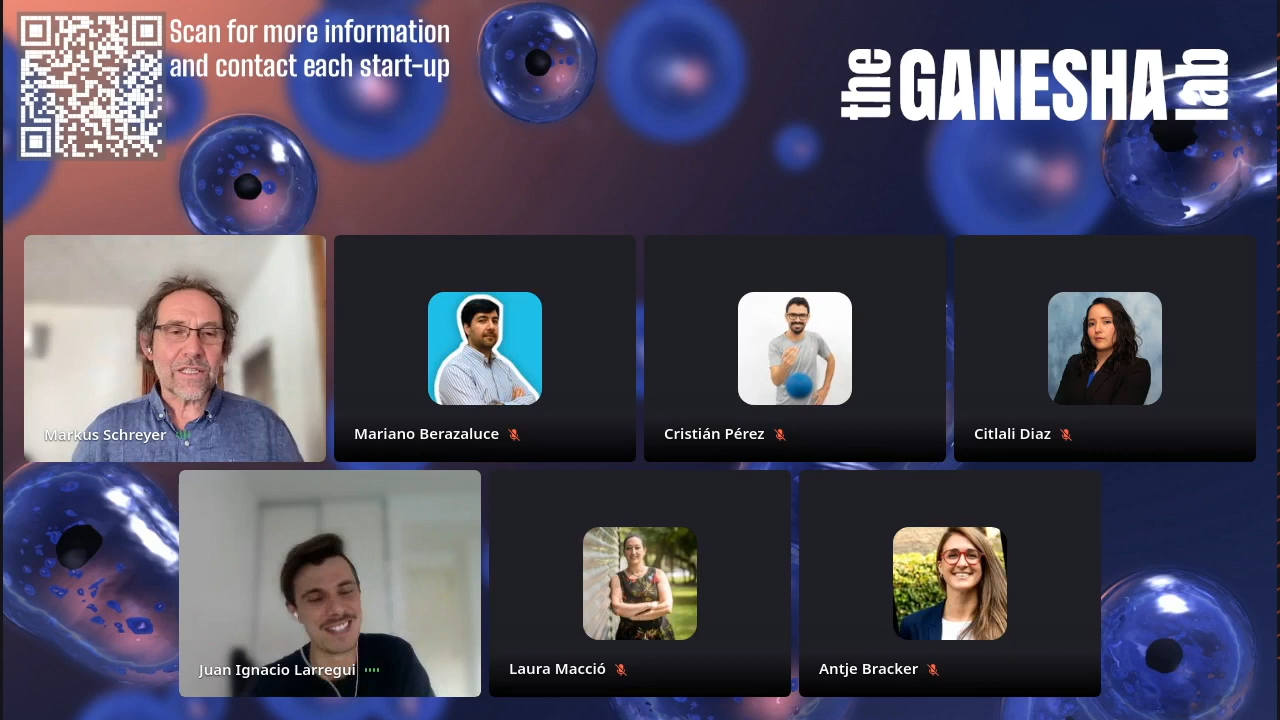 Scan for more information
and contact each start-up
the GANESHA lab
Markus Schreyer
Mariano Berazaluce
Cristián Pérez
Citlali Diaz
Juan Ignacio Larregui
Laura Macció
Antje Bracker